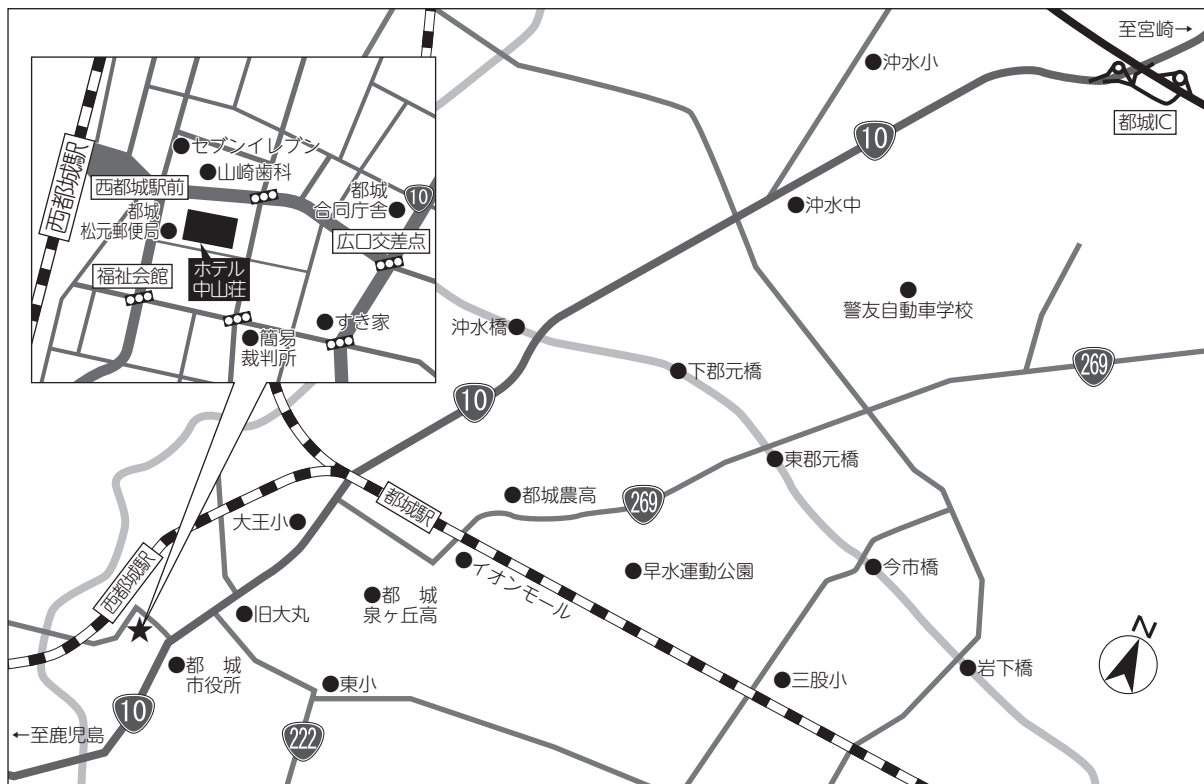 至宮崎→
沖水小
都城IC
10
セブンイレブン
山崎歯科
西都城駅
西都城駅前
都城
合同庁舎
10
都城
松元郵便局
広口交差点
ホテル
中山荘
福祉会館
すき家
簡易
裁判所
沖水中
警友自動車学校
沖水橋
下郡元橋
269
10
東郡元橋
都城農高
269
都城駅
大王小
イオンモール
早水運動公園
今市橋
西都城駅
都城
泉ヶ丘高
旧大丸
N
★
都城
市役所
東小
三股小
岩下橋
10
222
←至鹿児島